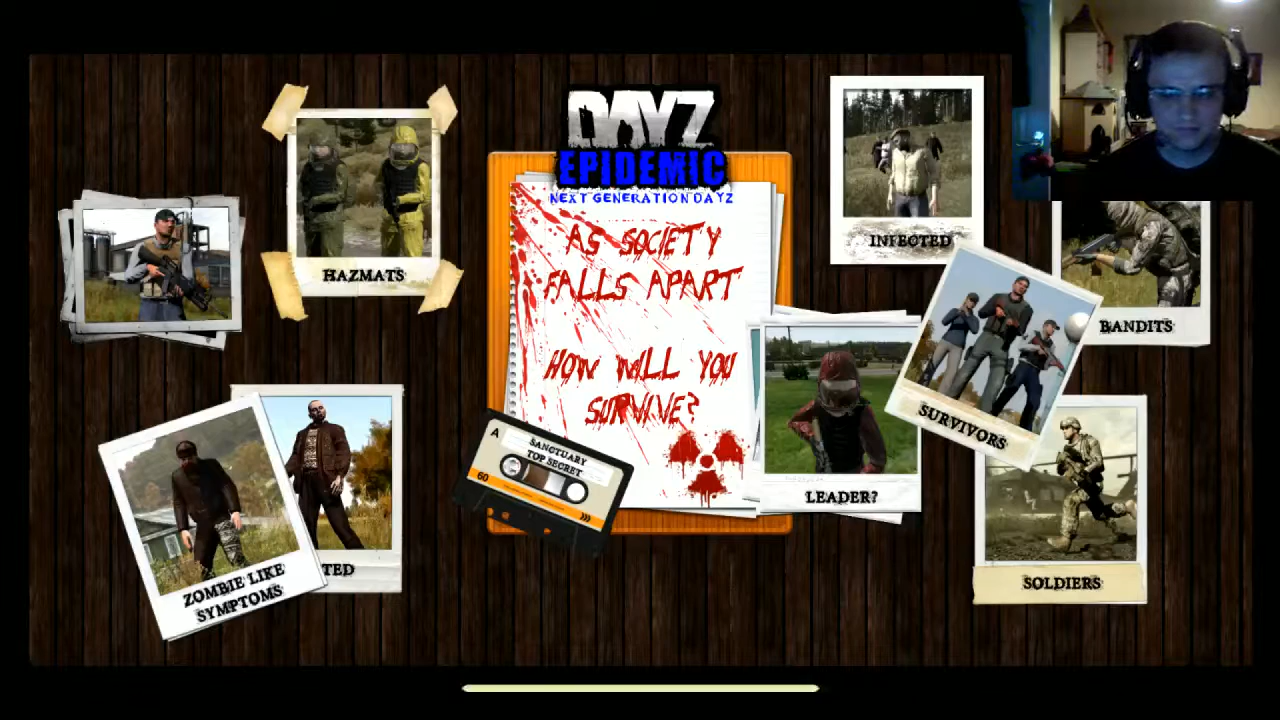 DAYZ
EPIDEMIC
NEXT GENERATION DAYZ
AS SOCIETY
FALLS APART
HOW WILL YOU
SURVIVE?
HAZMATS
INFECTED
BANDITS
SURVIVORS
LEADER?
SOLDIERS
A
SANCTUARY
TOP SECRET
60
ZOMBIE LIKE
SYMPTOMS
TED